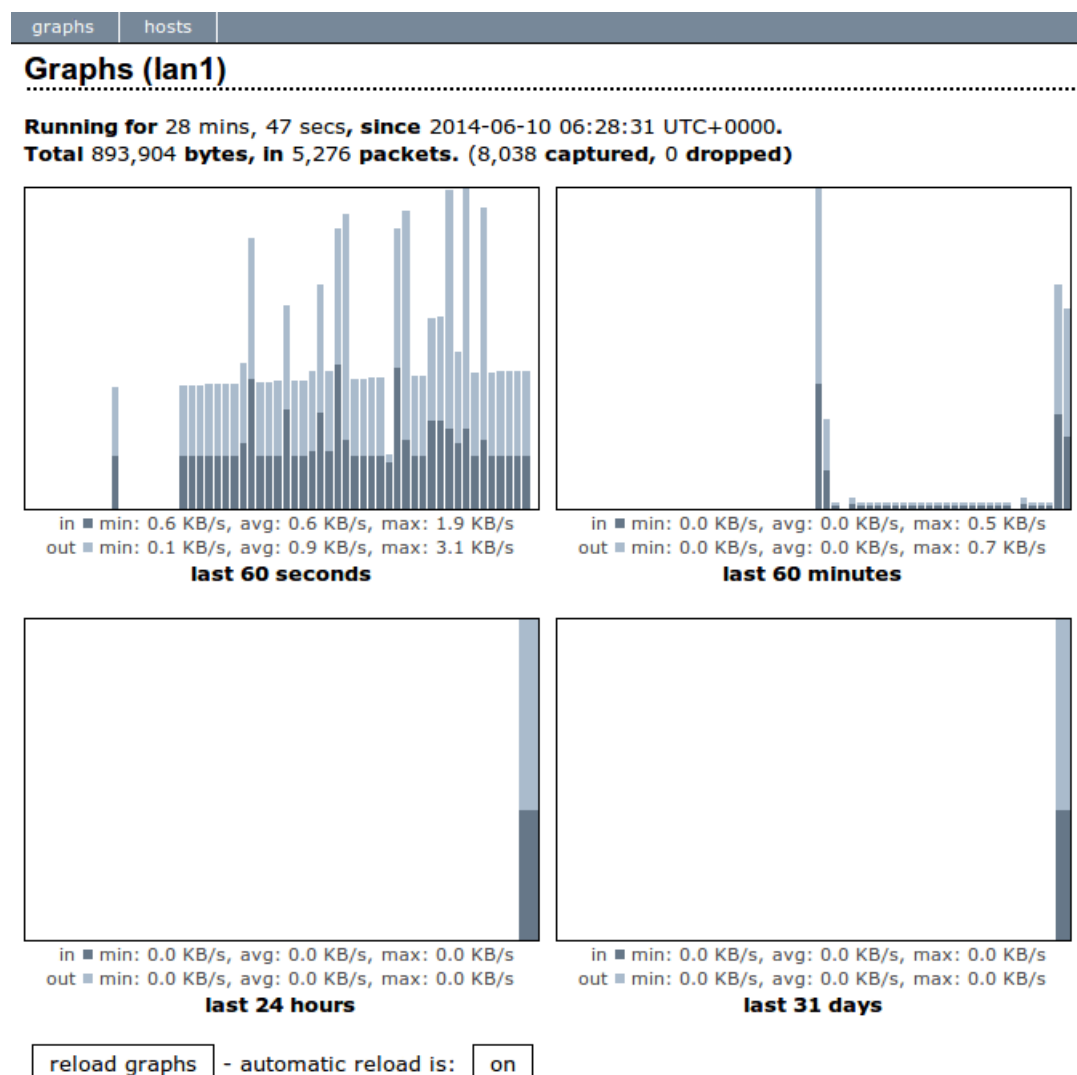 graphs hosts
Graphs (lan1)
Running for 28 mins, 47 secs, since 2014-06-10 06:28:31 UTC+0000.
Total 893,904 bytes, in 5,276 packets. (8,038 captured, 0 dropped)
in min: 0.6 KB/s, avg: 0.6 KB/s, max: 1.9 KB/s
out min: 0.1 KB/s, avg: 0.9 KB/s, max: 3.1 KB/s
last 60 seconds
in min: 0.0 KB/s, avg: 0.0 KB/s, max: 0.5 KB/s
out min: 0.0 KB/s, avg: 0.0 KB/s, max: 0.7 KB/s
last 60 minutes
in min: 0.0 KB/s, avg: 0.0 KB/s, max: 0.0 KB/s
out min: 0.0 KB/s, avg: 0.0 KB/s, max: 0.0 KB/s
last 24 hours
in min: 0.0 KB/s, avg: 0.0 KB/s, max: 0.0 KB/s
out min: 0.0 KB/s, avg: 0.0 KB/s, max: 0.0 KB/s
last 31 days
reload graphs - automatic reload is: on